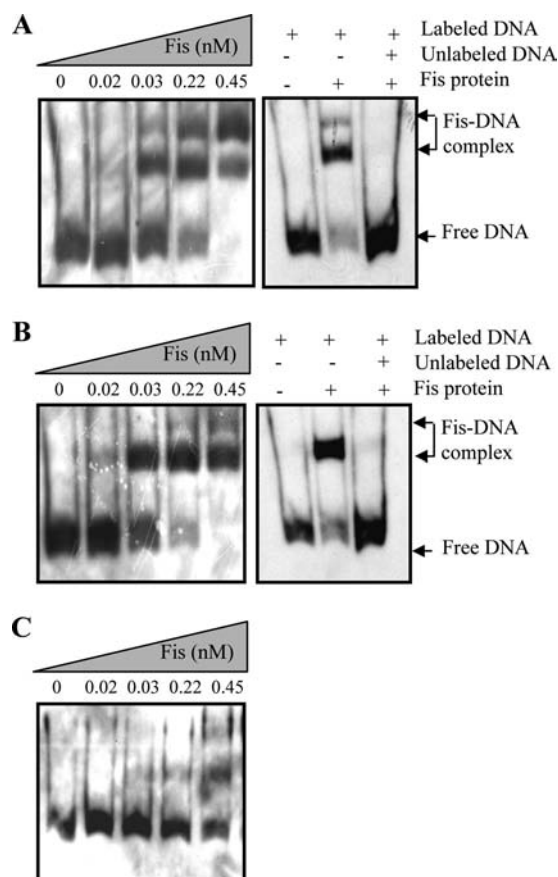 A
Fis (nM)
0 0.02 0.03 0.22 0.45
+ + + Labeled DNA
- - + Unlabeled DNA
- + + Fis protein
Fis-DNA
complex
Free DNA
B
Fis (nM)
0 0.02 0.03 0.22 0.45
+ + + Labeled DNA
- - + Unlabeled DNA
- + + Fis protein
Fis-DNA
complex
Free DNA
C
Fis (nM)
0 0.02 0.03 0.22 0.45